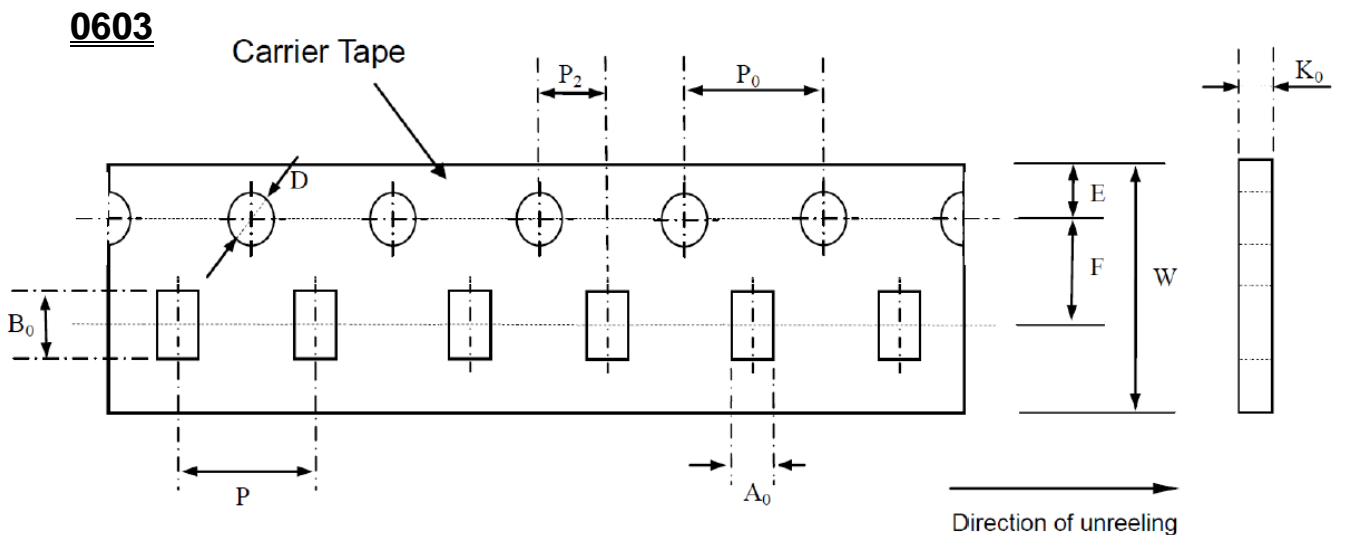 0603
Carrier Tape
P₂
P₀
K₀
D
E
F
W
B₀
P
A₀
Direction of unreeling